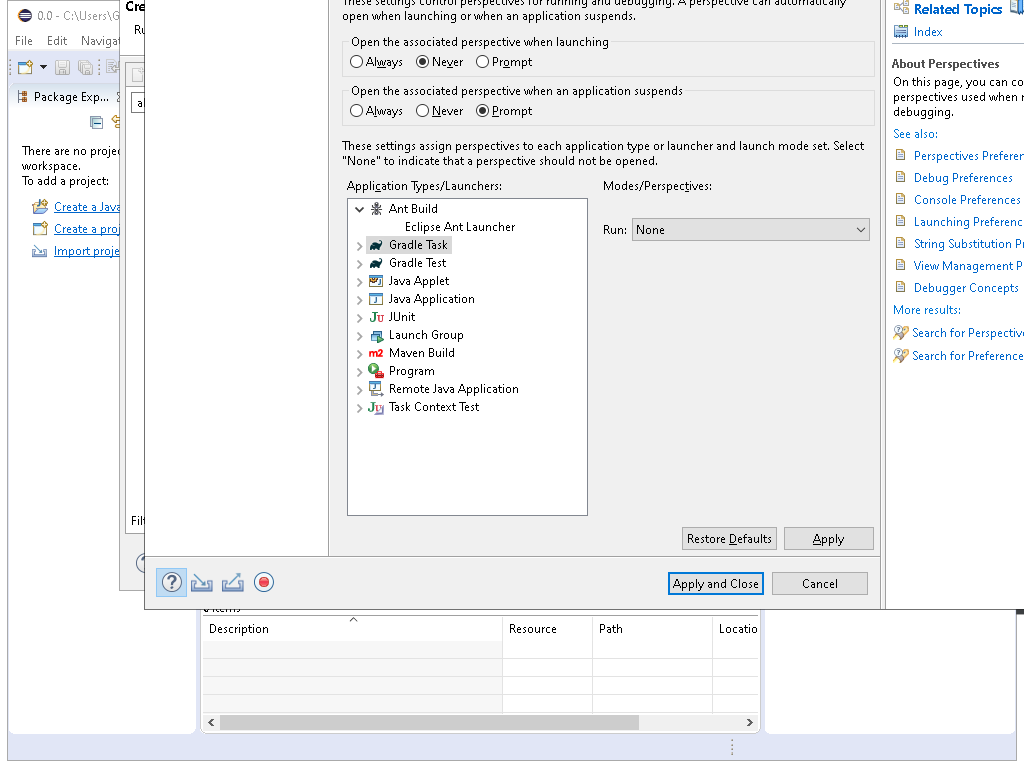 0.0 - C:\Users\G
File
Edit
Naviga
Package Exp...
There are no proje
workspace.
To add a project:
Create a Java
Create a proj
Import proje
Cre
Ru
al
Filt
These settings control perspectives for running and debugging. A perspective can automatically
open when launching or when an application suspends.
Open the associated perspective when launching
Always
Never
Prompt
Open the associated perspective when an application suspends
Always
Never
Prompt
These settings assign perspectives to each application type or launcher and launch mode set. Select
"None" to indicate that a perspective should not be opened.
Application Types/Launchers:
Modes/Perspectives:
Ant Build
Eclipse Ant Launcher
Gradle Task
Gradle Test
Java Applet
Java Application
JUnit
Launch Group
m2 Maven Build
Program
Remote Java Application
Task Context Test
Run:
None
Restore Defaults
Apply
Apply and Close
Cancel
Related Topics
Index
About Perspectives
On this page, you can co
perspectives used when r
debugging.
See also:
Perspectives Preferen
Debug Preferences
Console Preferences
Launching Preferenc
String Substitution Pr
View Management P
Debugger Concepts
More results:
Search for Perspective
Search for Preference
Description
Resource
Path
Locatio